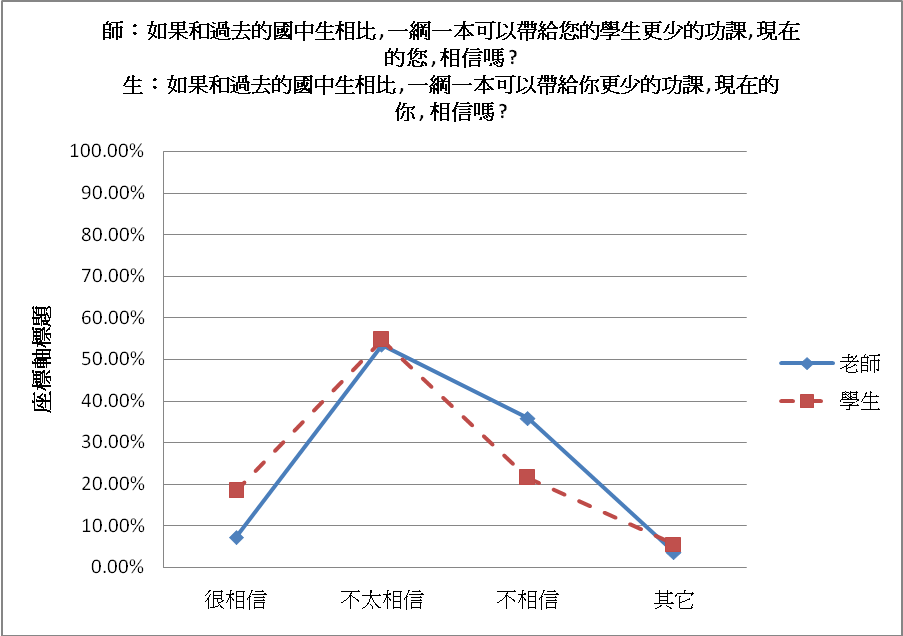 師：如果和過去的國中生相比,一綱一本可以帶給您的學生更少的功課,現在
的您,相信嗎?
生：如果和過去的國中生相比,一綱一本可以帶給你更少的功課,現在的
你,相信嗎?
100.00%
90.00%
80.00%
70.00%
60.00%
50.00%
40.00%
30.00%
20.00%
10.00%
0.00%
座標軸標題
很相信
不太相信
不相信
其它
老師
學生